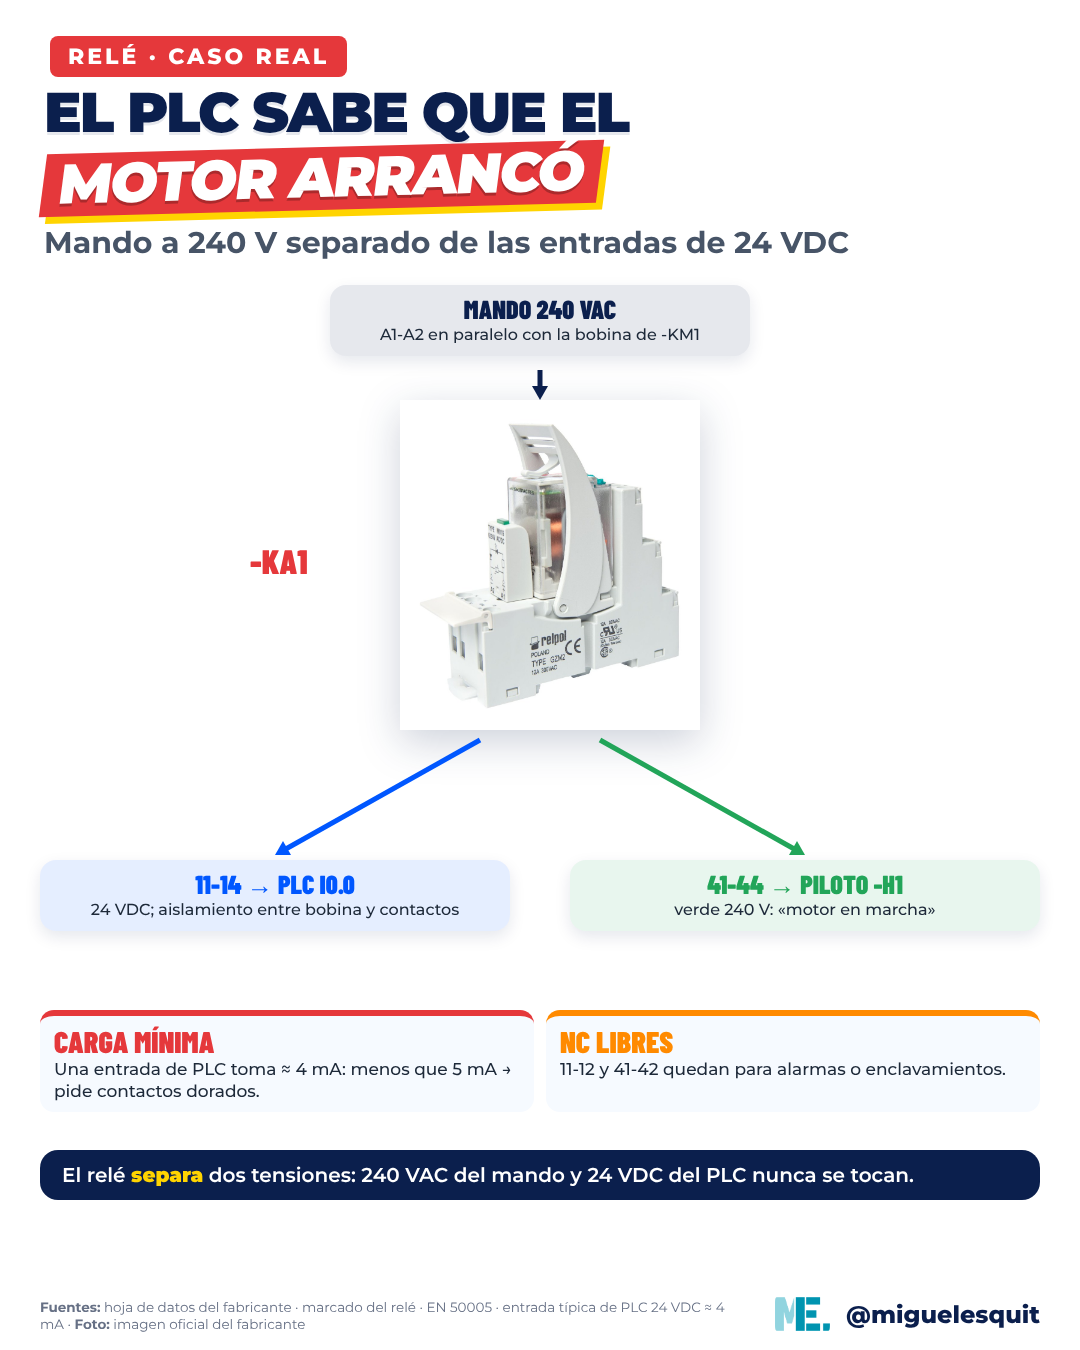 RELÉ · CASO REAL
EL PLC SABE QUE EL
MOTOR ARRANCÓ
Mando a 240 V separado de las entradas de 24 VDC
MANDO 240 VAC
A1-A2 en paralelo con la bobina de -KM1
-KA1
relpol
POLAND
CE
TYPE GZM2
12A 300VAC
11-14 → PLC I0.0
24 VDC; aislamiento entre bobina y contactos
41-44 → PILOTO -H1
verde 240 V: «motor en marcha»
CARGA MÍNIMA
Una entrada de PLC toma ≈ 4 mA: menos que 5 mA →
pide contactos dorados.
NC LIBRES
11-12 y 41-42 quedan para alarmas o enclavamientos.
El relé separa dos tensiones: 240 VAC del mando y 24 VDC del PLC nunca se tocan.
Fuentes: hoja de datos del fabricante · marcado del relé · EN 50005 · entrada típica de PLC 24 VDC ≈ 4
mA · Foto: imagen oficial del fabricante
ME.
@miguelesquit